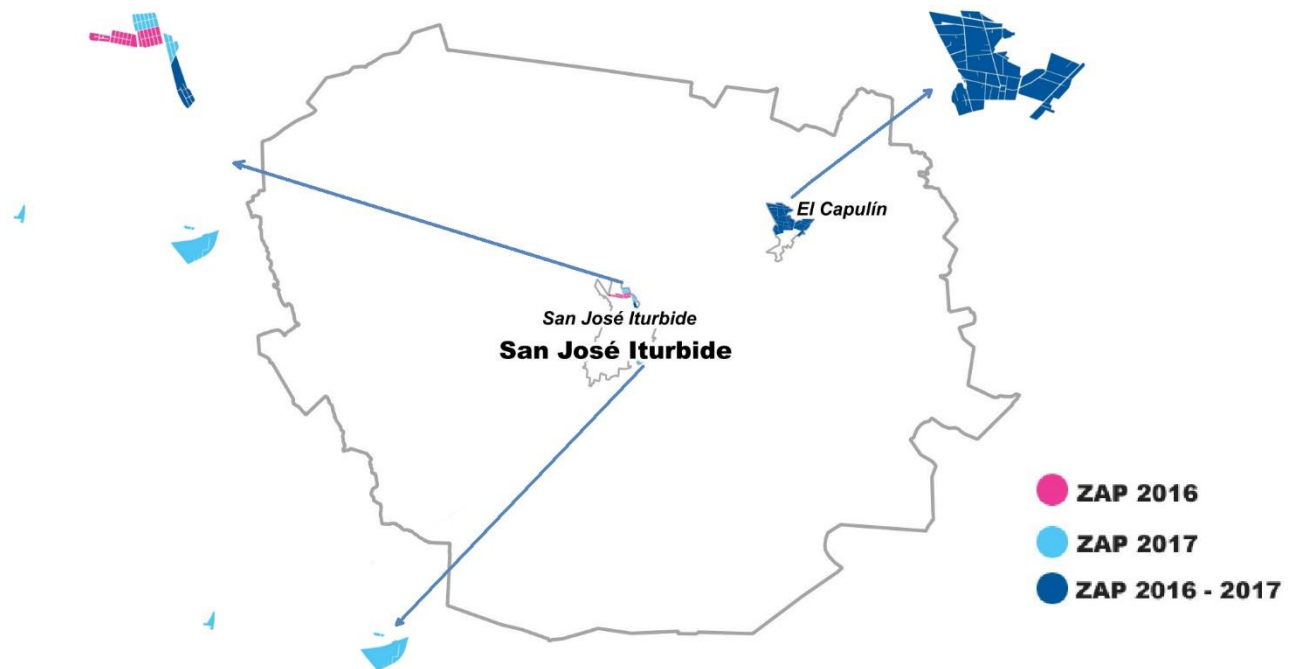 El Capulín
San José Iturbide
San José Iturbide
ZAP 2016
ZAP 2017
ZAP 2016 - 2017